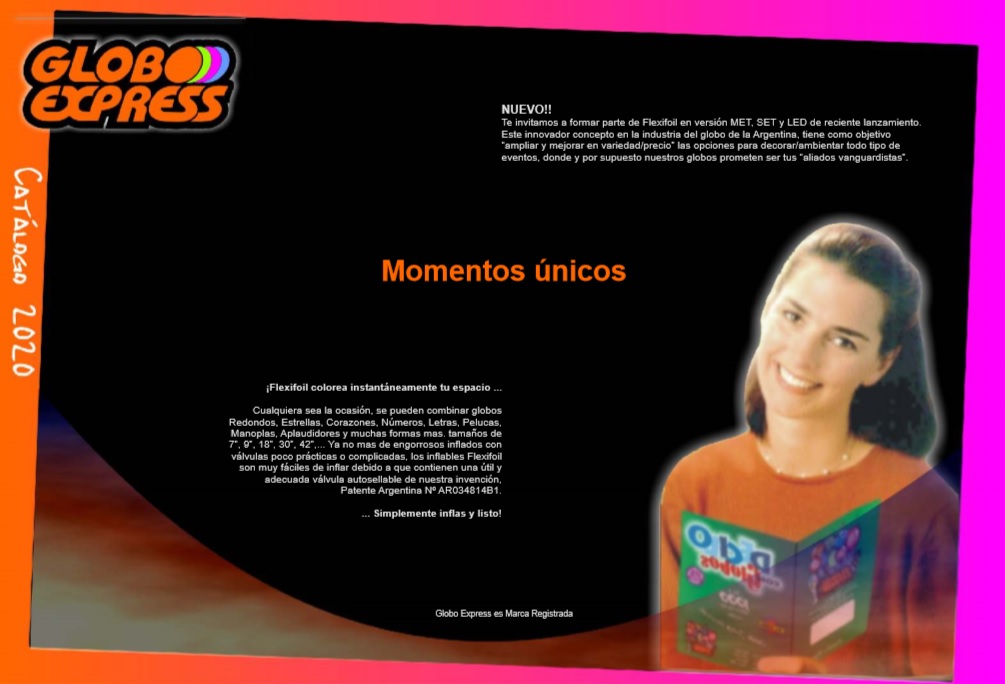 GLOBO
EXPRESS
CATÁLOGO 2020
NUEVO!!
Te invitamos a formar parte de Flexifoil en versión MET, SET y LED de reciente lanzamiento.
Este innovador concepto en la industria del globo de la Argentina, tiene como objetivo
"ampliar y mejorar en variedad/precio" las opciones para decorar/ambientar todo tipo de
eventos, donde y por supuesto nuestros globos prometen ser tus "aliados vanguardistas".
Momentos únicos
¡Flexifoil colorea instantáneamente tu espacio ...
Cualquiera sea la ocasión, se pueden combinar globos
Redondos, Estrellas, Corazones, Números, Letras, Pelucas,
Manoplas, Aplaudidores y muchas formas mas. tamaños de
7", 9", 18", 30", 42",... Ya no mas de engorrosos inflados con
válvulas poco prácticas o complicadas, los inflables Flexifoil
son muy fáciles de inflar debido a que contienen una útil y
adecuada válvula autosellable de nuestra invención,
Patente Argentina Nº AR034814B1.
... Simplemente inflas y listo!
Globo Express es Marca Registrada